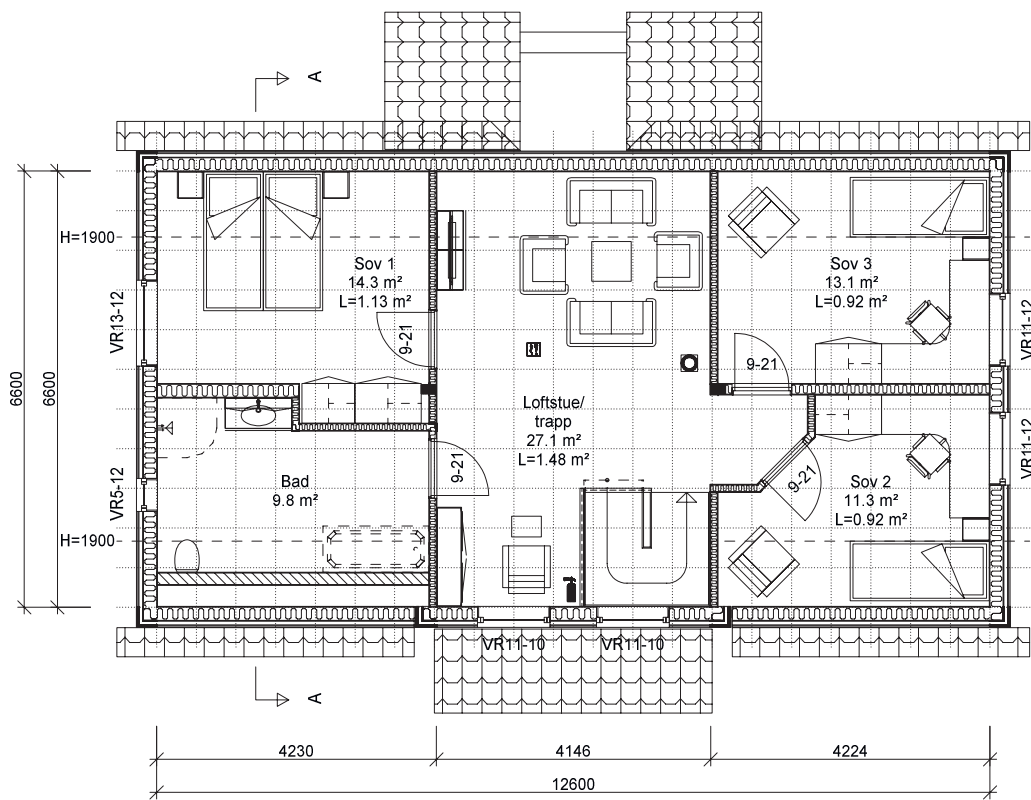 A
H=1900
Sov 1
14.3 m²
L=1.13 m²
Sov 3
13.1 m²
L=0.92 m²
VR13-12
VR11-12
9-21
9-21
6600
6600
Loftstue/
trapp
27.1 m²
L=1.48 m²
VR11-12
Bad
9.8 m²
9-21
9-21
Sov 2
11.3 m²
L=0.92 m²
VR5-12
H=1900
VR11-10
VR11-10
A
4230
4146
4224
12600